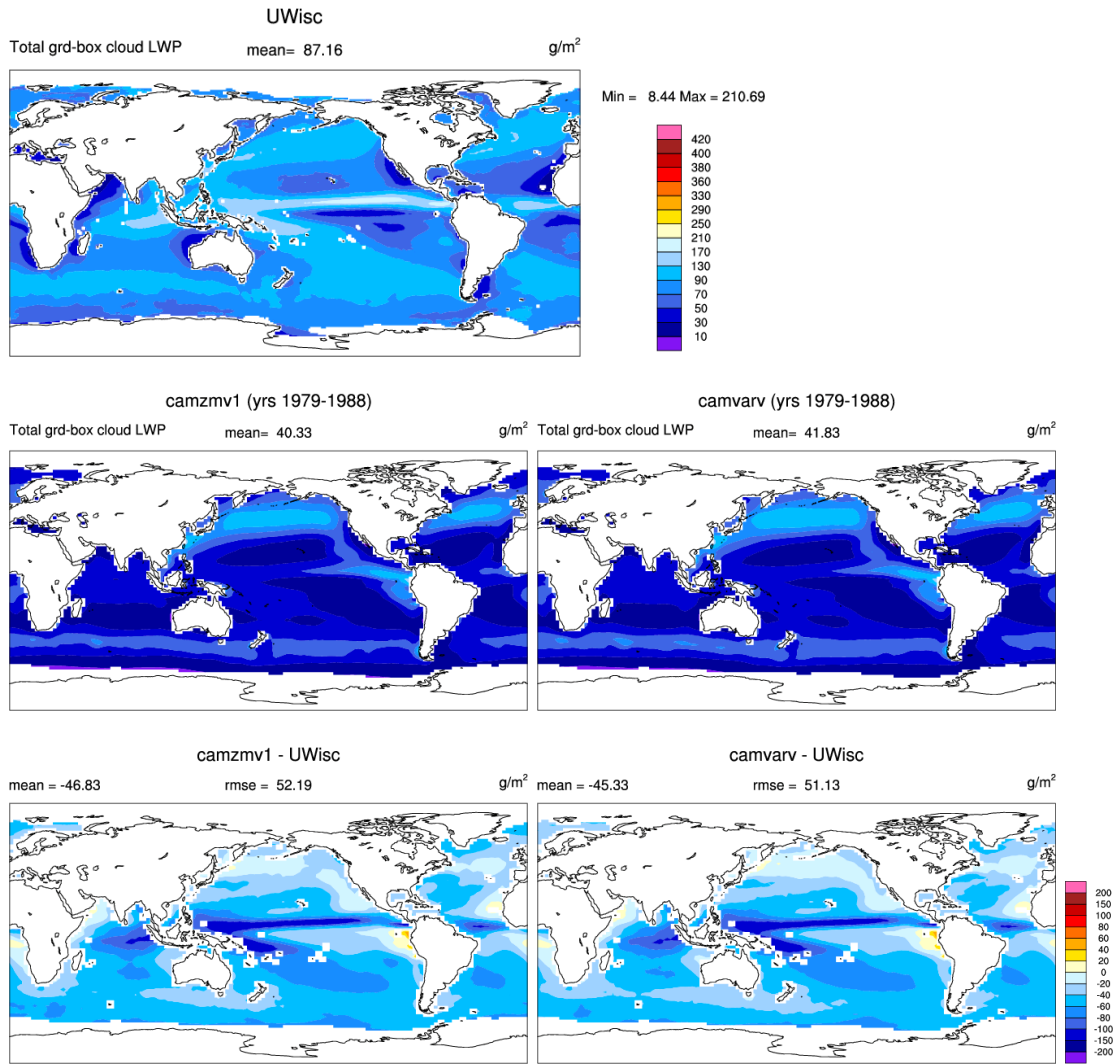 UWisc
Total grd-box cloud LWP mean= 87.16 g/m²
Min = 8.44 Max = 210.69
420
400
380
360
330
290
250
210
170
130
90
70
50
30
10
camzmv1 (yrs 1979-1988)
Total grd-box cloud LWP mean= 40.33 g/m²
camvarv (yrs 1979-1988)
Total grd-box cloud LWP mean= 41.83 g/m²
camzmv1 - UWisc
mean = -46.83 rmse = 52.19 g/m²
camvarv - UWisc
mean = -45.33 rmse = 51.13 g/m²
200
150
100
80
60
40
20
0
-20
-40
-60
-80
-100
-150
-200